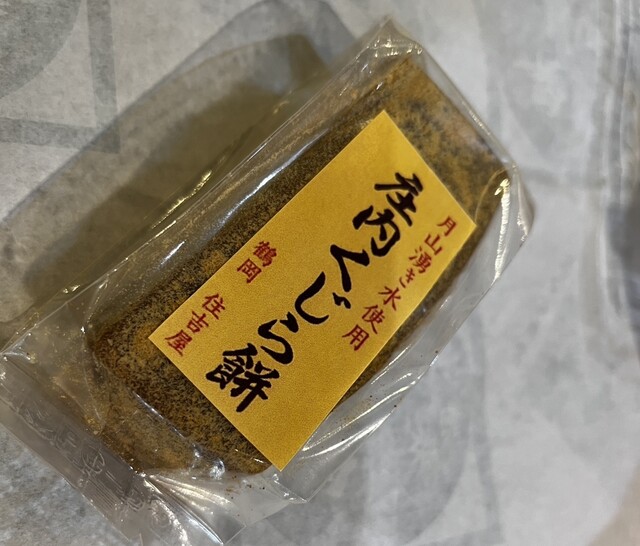 月山湧き水使用
庄内くじら餅
鶴岡 住吉屋